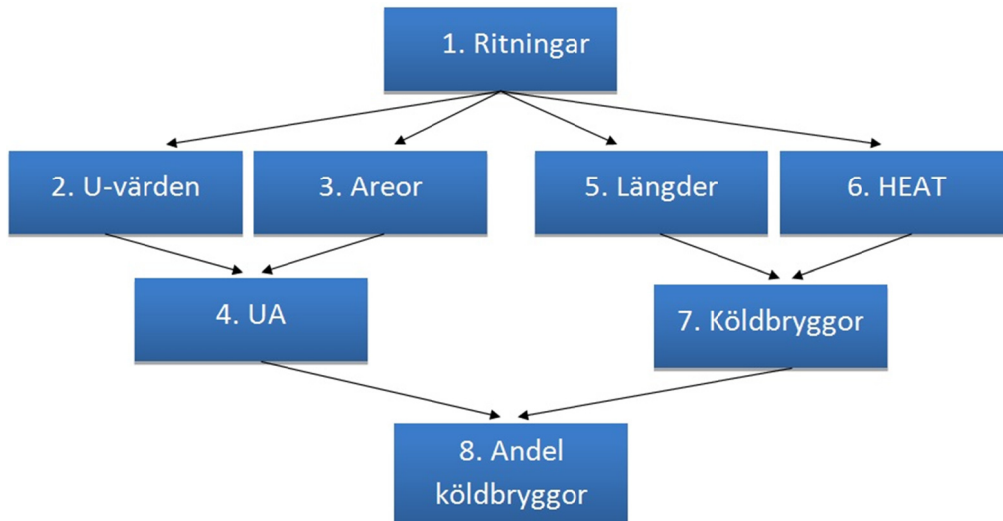 1. Ritningar
2. U-värden
3. Areor
5. Längder
6. HEAT
4. UA
7. Köldbryggor
8. Andel
köldbryggor